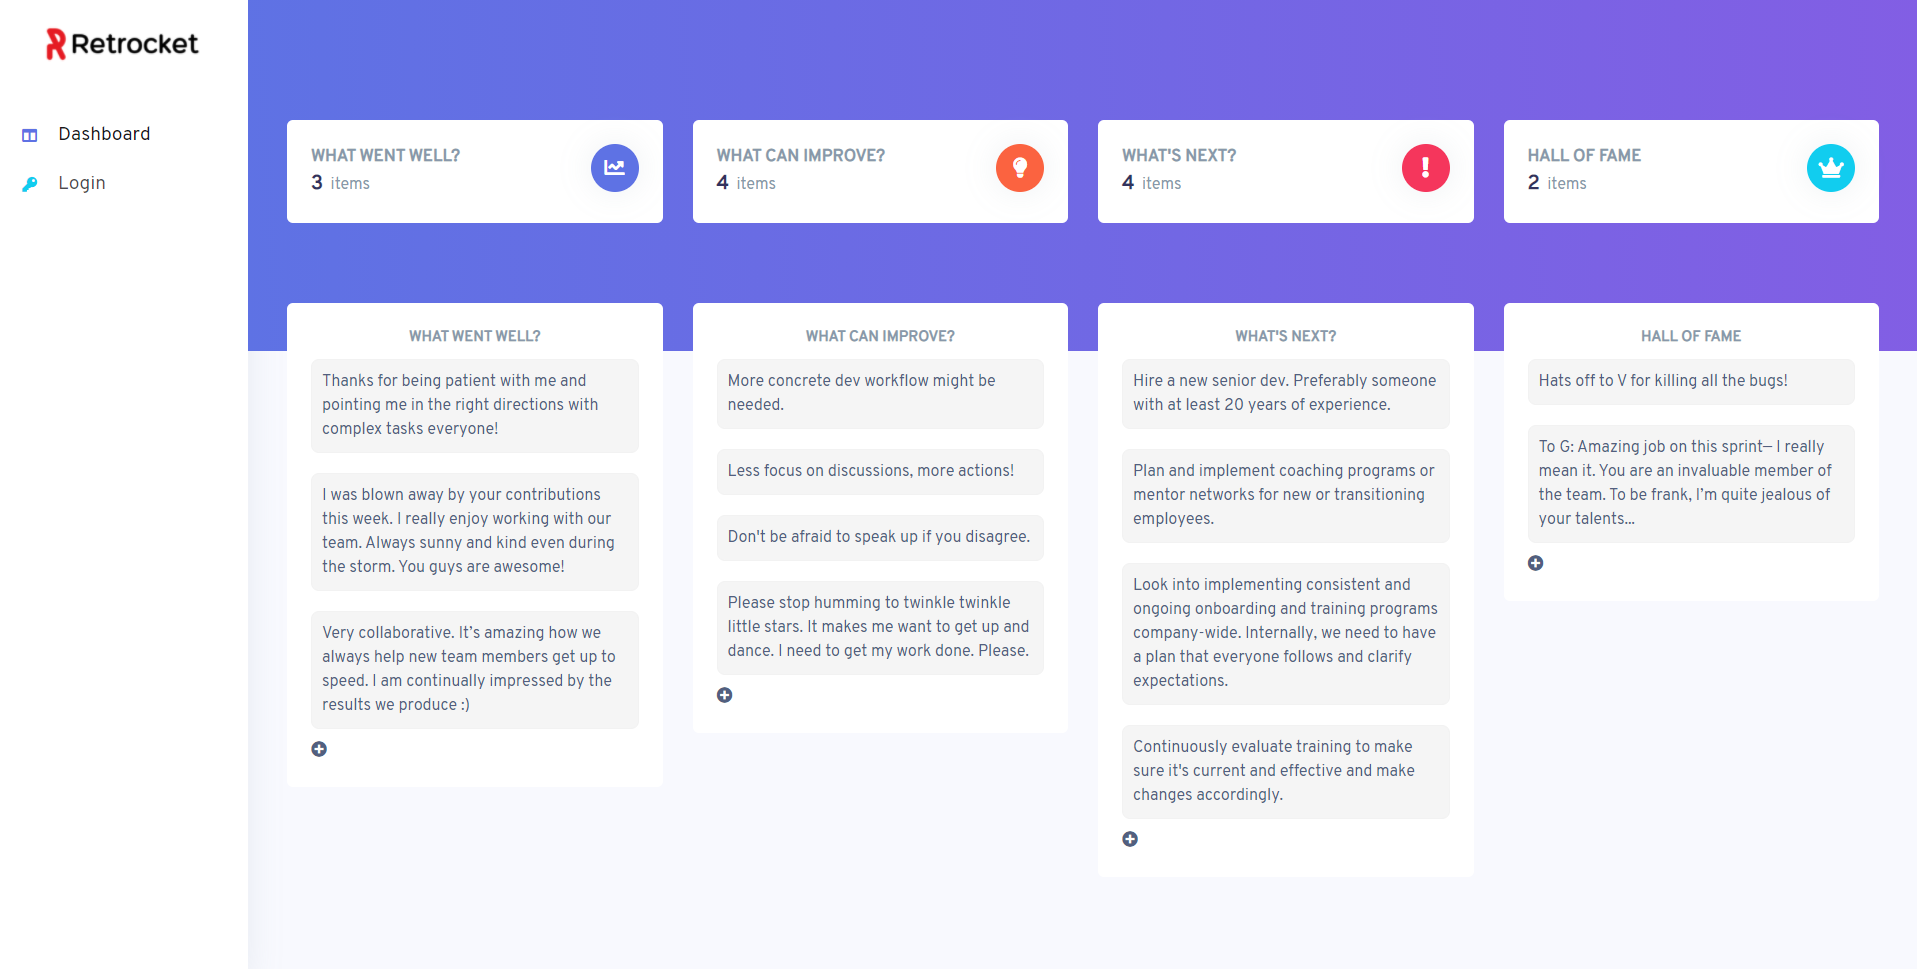 Retrocket
Dashboard
Login
WHAT WENT WELL?
3 items
WHAT CAN IMPROVE?
4 items
WHAT'S NEXT?
4 items
HALL OF FAME
2 items
WHAT WENT WELL?
Thanks for being patient with me and
pointing me in the right directions with
complex tasks everyone!
I was blown away by your contributions
this week. I really enjoy working with our
team. Always sunny and kind even during
the storm. You guys are awesome!
Very collaborative. It’s amazing how we
always help new team members get up to
speed. I am continually impressed by the
results we produce :)
WHAT CAN IMPROVE?
More concrete dev workflow might be
needed.
Less focus on discussions, more actions!
Don't be afraid to speak up if you disagree.
Please stop humming to twinkle twinkle
little stars. It makes me want to get up and
dance. I need to get my work done. Please.
WHAT'S NEXT?
Hire a new senior dev. Preferably someone
with at least 20 years of experience.
Plan and implement coaching programs or
mentor networks for new or transitioning
employees.
Look into implementing consistent and
ongoing onboarding and training programs
company-wide. Internally, we need to have
a plan that everyone follows and clarify
expectations.
Continuously evaluate training to make
sure it's current and effective and make
changes accordingly.
HALL OF FAME
Hats off to V for killing all the bugs!
To G: Amazing job on this sprint— I really
mean it. You are an invaluable member of
the team. To be frank, I’m quite jealous of
your talents...